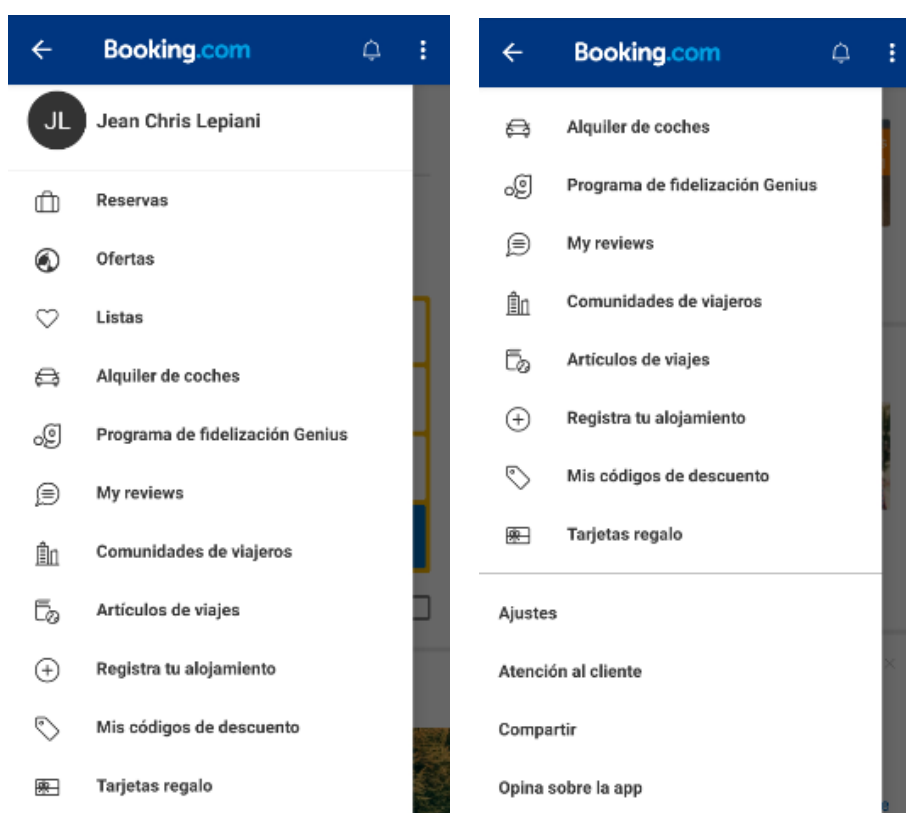 Booking.com
JL Jean Chris Lepiani
Reservas
Ofertas
Listas
Alquiler de coches
Programa de fidelización Genius
My reviews
Comunidades de viajeros
Artículos de viajes
Registra tu alojamiento
Mis códigos de descuento
Tarjetas regalo
Booking.com
Alquiler de coches
Programa de fidelización Genius
My reviews
Comunidades de viajeros
Artículos de viajes
Registra tu alojamiento
Mis códigos de descuento
Tarjetas regalo
Ajustes
Atención al cliente
Compartir
Opina sobre la app